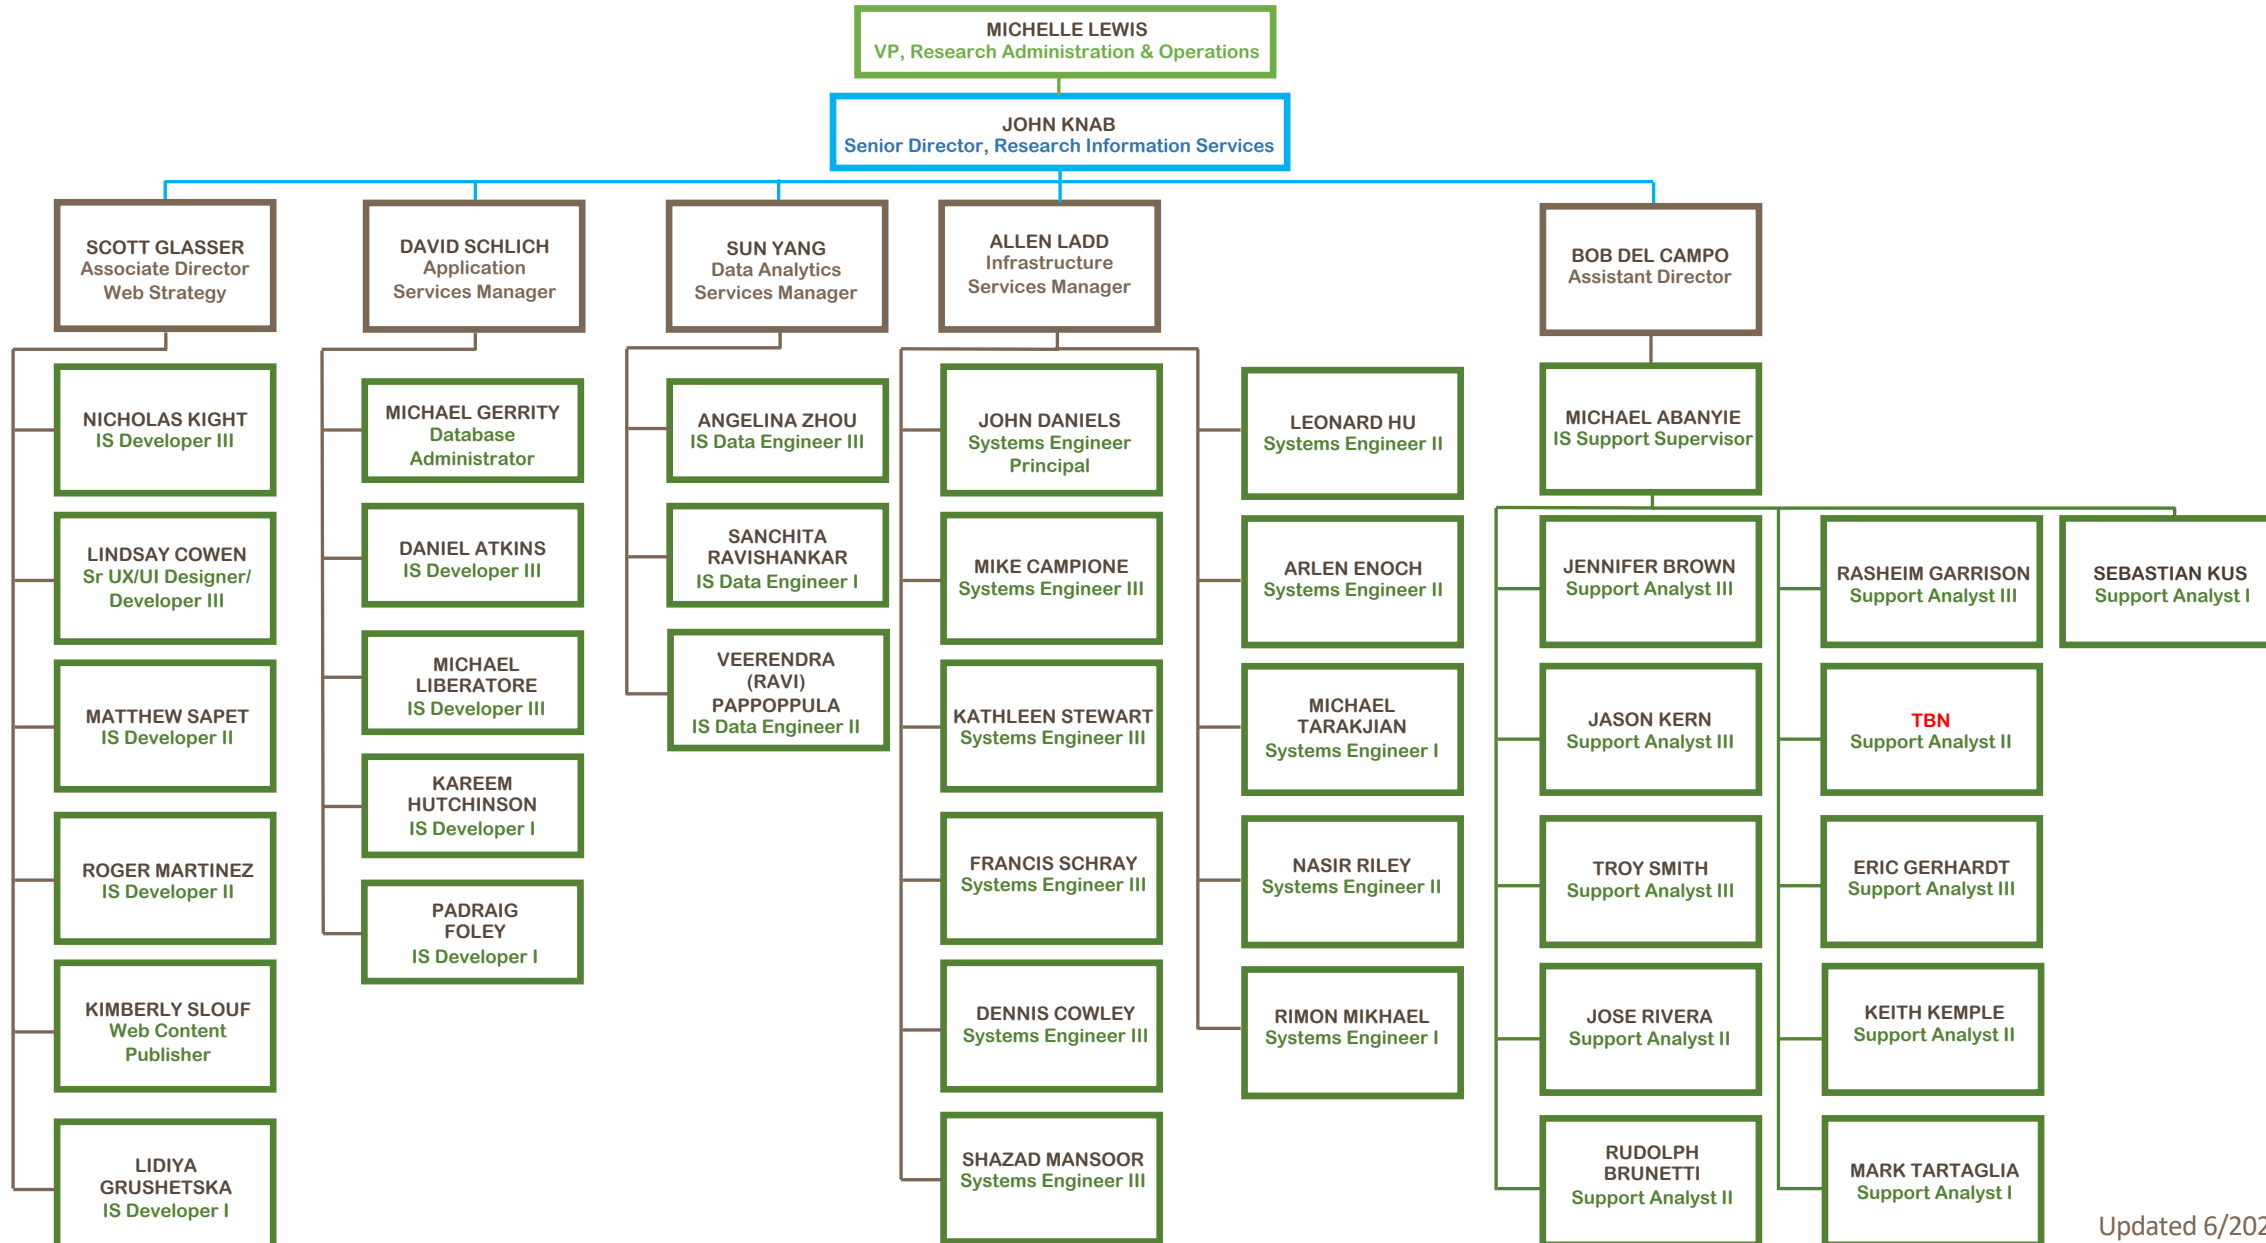 MICHELLE LEWIS
VP, Research Administration & Operations
JOHN KNAB
Senior Director, Research Information Services
SCOTT GLASSER
Associate Director
Web Strategy
DAVID SCHLICH
Application
Services Manager
SUN YANG
Data Analytics
Services Manager
ALLEN LADD
Infrastructure
Services Manager
BOB DEL CAMPO
Assistant Director
NICHOLAS KIGHT
IS Developer III
LINDSAY COWEN
Sr UX/UI Designer/
Developer III
MATTHEW SAPET
IS Developer II
ROGER MARTINEZ
IS Developer II
KIMBERLY SLOUF
Web Content
Publisher
LIDIYA
GRUSHETSKA
IS Developer I
MICHAEL GERRITY
Database
Administrator
DANIEL ATKINS
IS Developer III
MICHAEL
LIBERATORE
IS Developer III
KAREEM
HUTCHINSON
IS Developer I
PADRAIG
FOLEY
IS Developer I
ANGELINA ZHOU
IS Data Engineer III
SANCHITA
RAVISHANKAR
IS Data Engineer I
VEERENDRA
(RAVI)
PAPPOPPULA
IS Data Engineer II
JOHN DANIELS
Systems Engineer
Principal
MIKE CAMPIONE
Systems Engineer III
KATHLEEN STEWART
Systems Engineer III
FRANCIS SCHRAY
Systems Engineer III
DENNIS COWLEY
Systems Engineer III
SHAZAD MANSOOR
Systems Engineer III
LEONARD HU
Systems Engineer II
ARLEN ENOCH
Systems Engineer II
MICHAEL
TARAKJIAN
Systems Engineer I
NASIR RILEY
Systems Engineer II
RIMON MIKHAEL
Systems Engineer I
MICHAEL ABANYIE
IS Support Supervisor
JENNIFER BROWN
Support Analyst III
JASON KERN
Support Analyst III
TROY SMITH
Support Analyst III
JOSE RIVERA
Support Analyst II
RUDOLPH
BRUNETTI
Support Analyst II
RASHEIM GARRISON
Support Analyst III
TBN
Support Analyst II
ERIC GERHARDT
Support Analyst III
KEITH KEMPLE
Support Analyst II
MARK TARTAGLIA
Support Analyst I
SEBASTIAN KUS
Support Analyst I
Updated 6/202